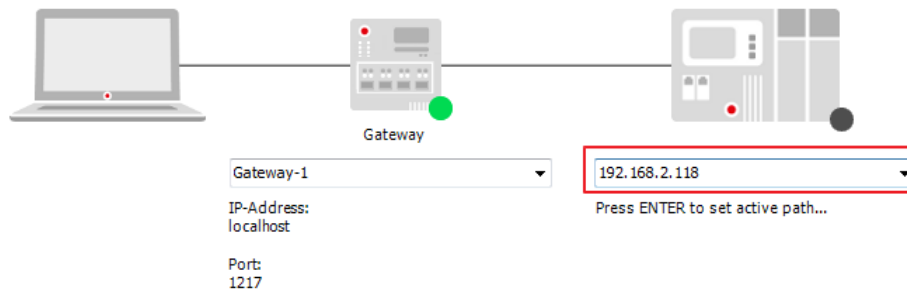 Gateway
Gateway-1
192.168.2.118
IP-Address:
localhost
Press ENTER to set active path...
Port:
1217